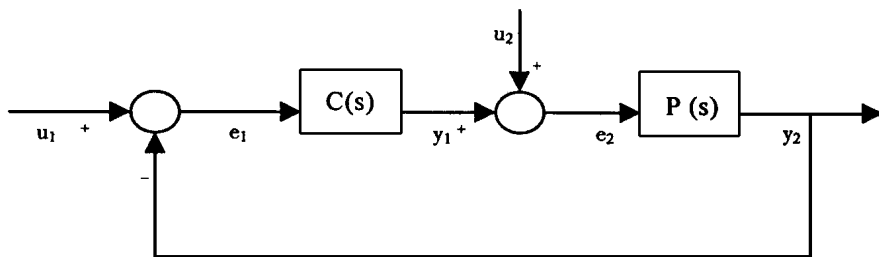 u₂
+
C(s)
P (s)
u₁ +
e₁
y₁ +
e₂
y₂
–